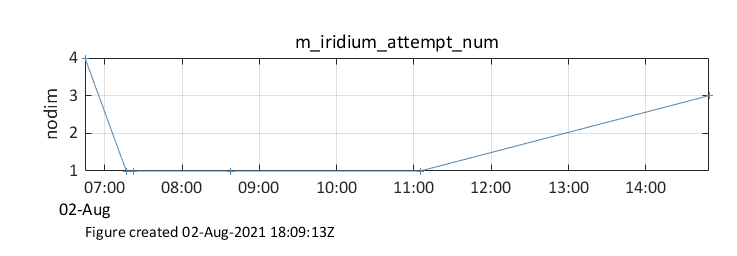 m_iridium_attempt_num
4
3
2
1
nodim
07:00 08:00 09:00 10:00 11:00 12:00 13:00 14:00
02-Aug
Figure created 02-Aug-2021 18:09:13Z